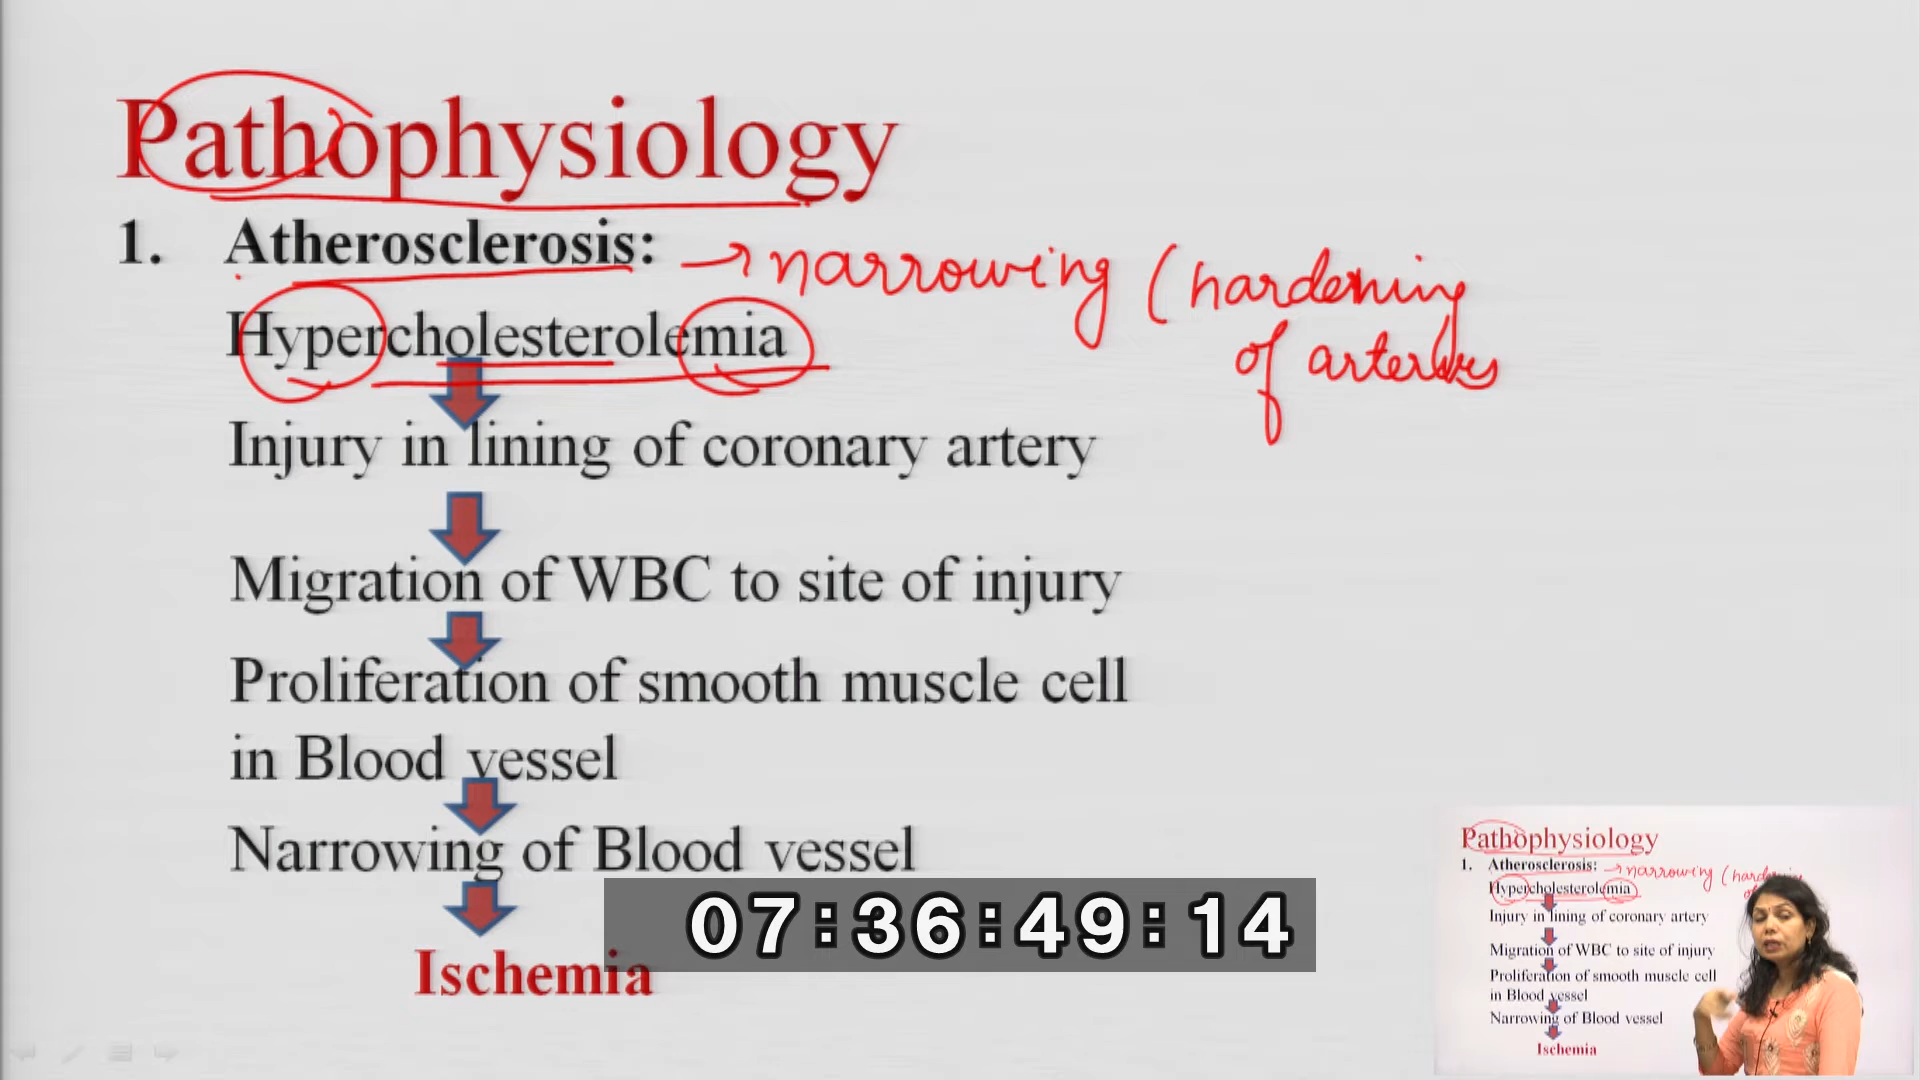 Pathophysiology
1. Atherosclerosis: → narrowing (hardening
of arteries
Hypercholesterolemia
Injury in lining of coronary artery
Migration of WBC to site of injury
Proliferation of smooth muscle cell
in Blood vessel
Narrowing of Blood vessel
Ischemia
07:36:49:14
Pathophysiology
1. Atherosclerosis: → narrowing (hardening
Hypercholesterolemia
Injury in lining of coronary artery
Migration of WBC to site of injury
Proliferation of smooth muscle cell
in Blood vessel
Narrowing of Blood vessel
Ischemia